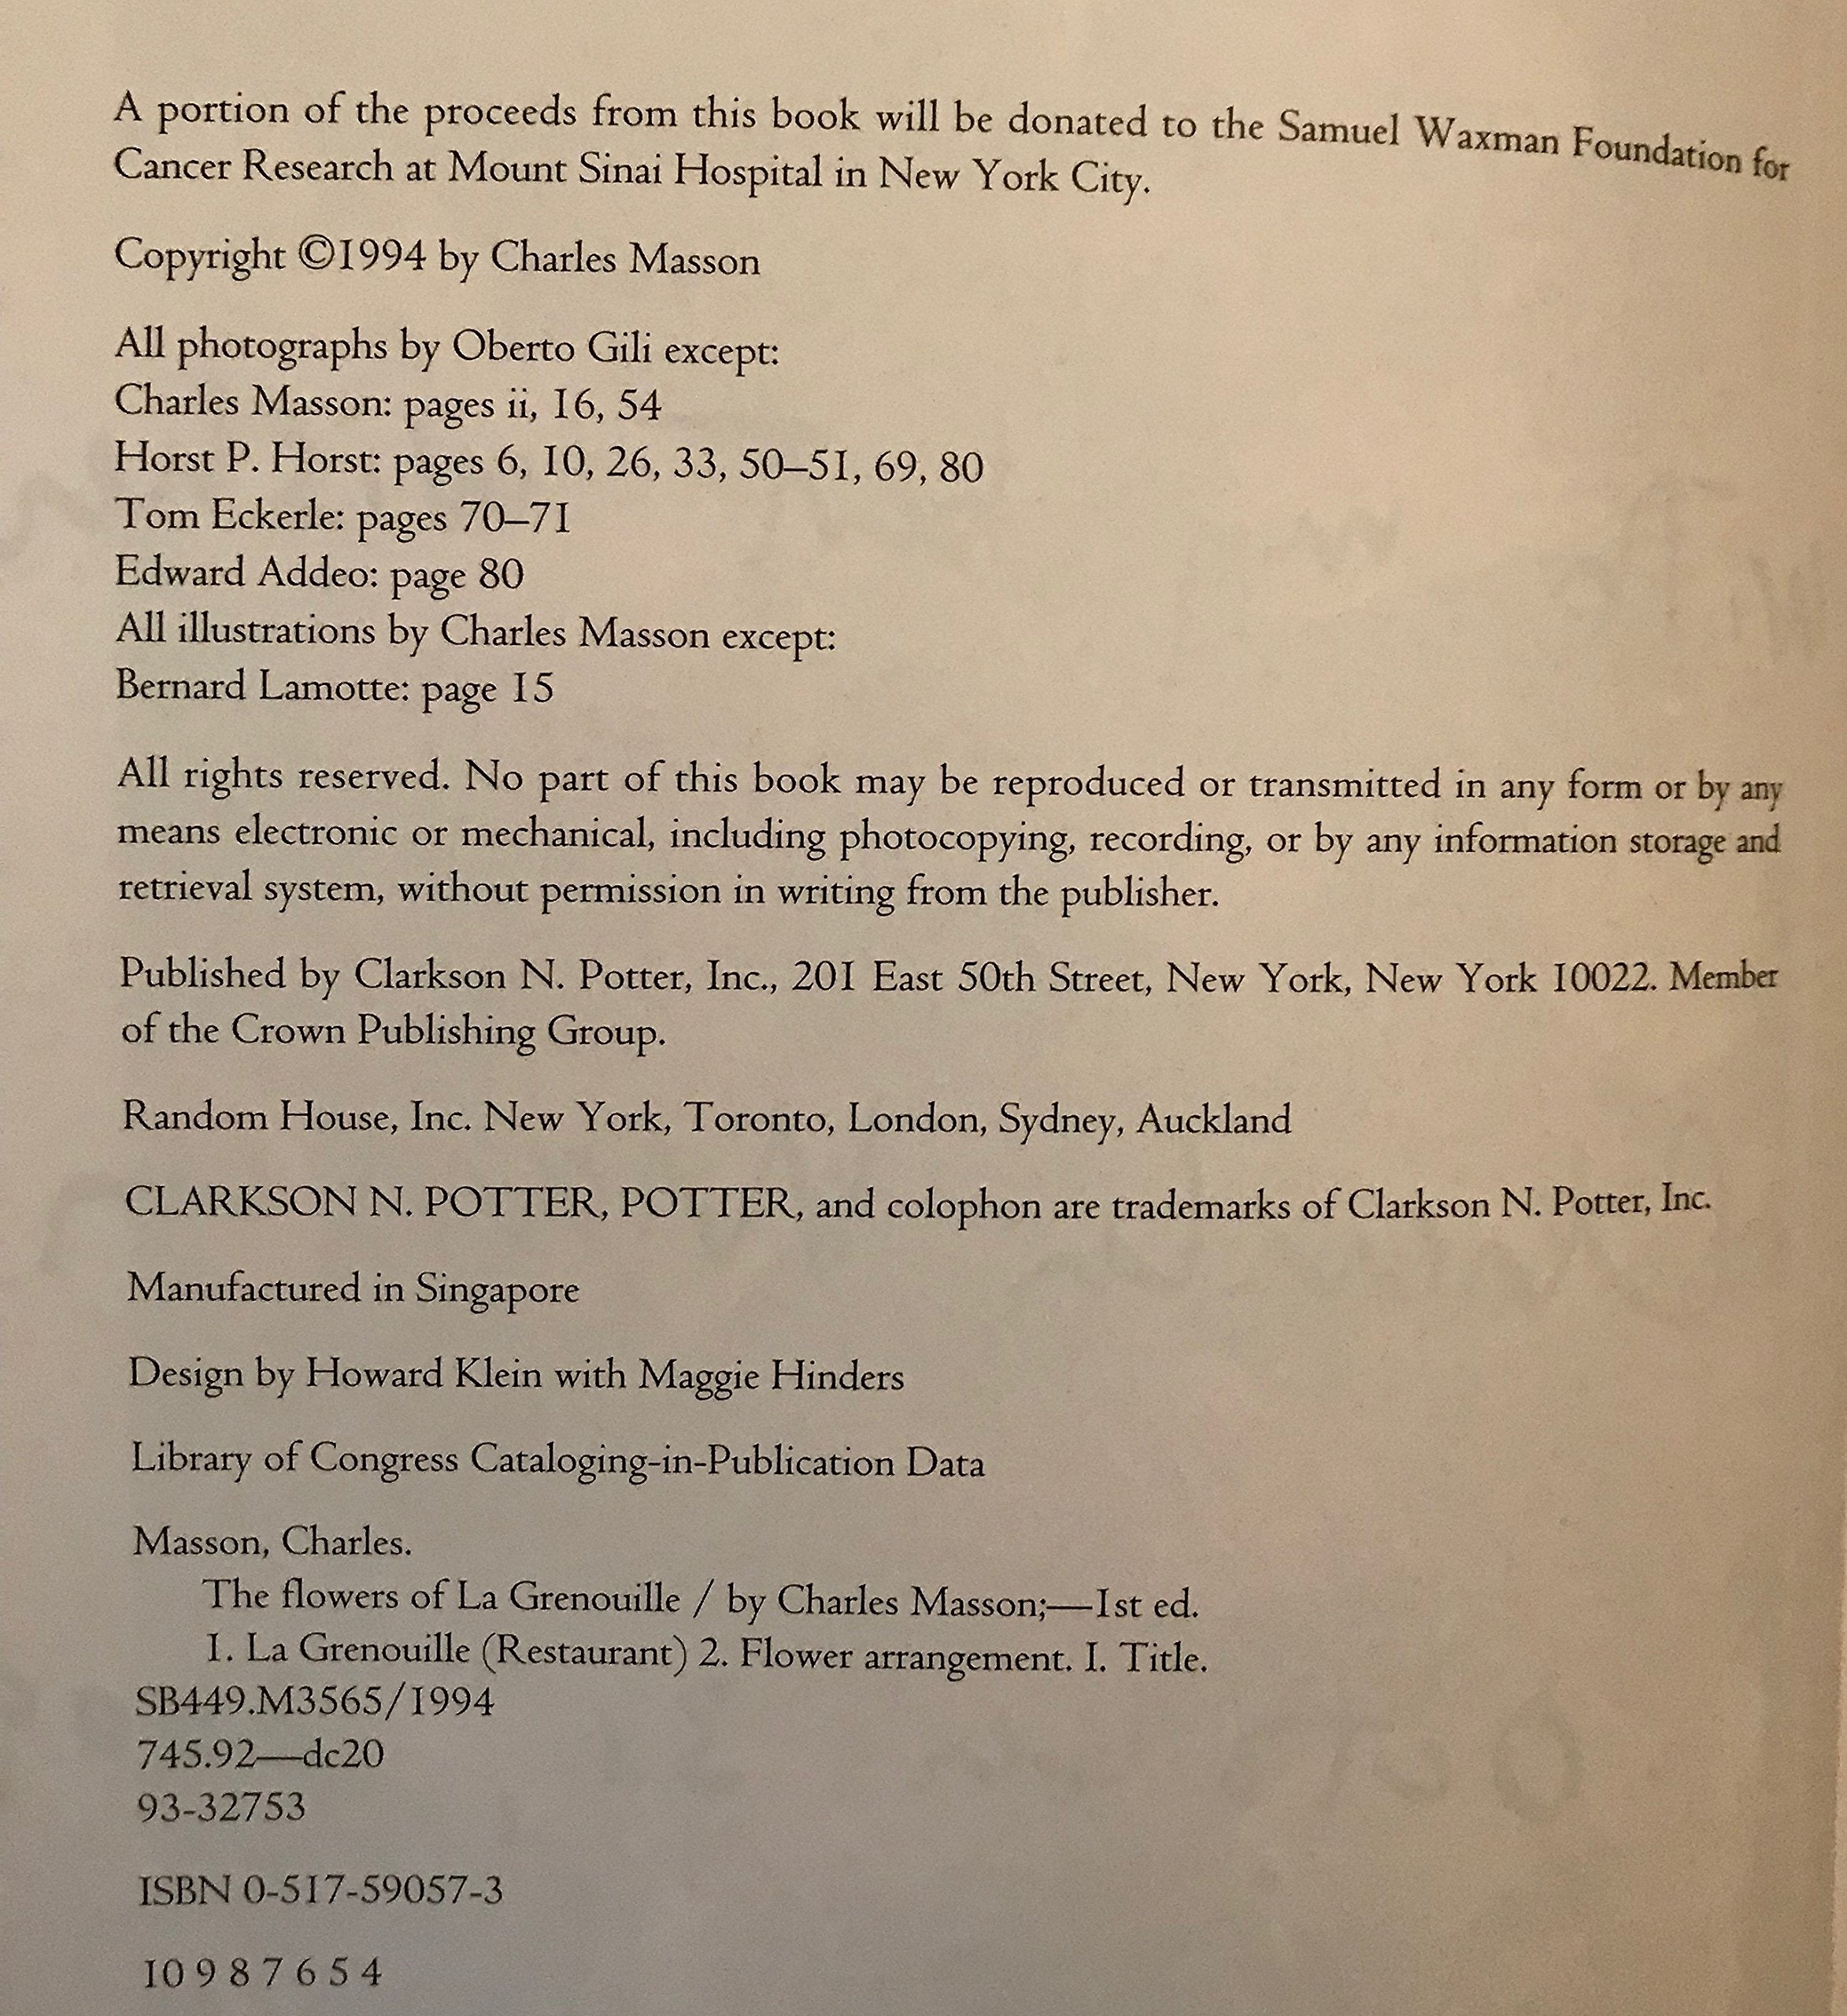 A portion of the proceeds from this book will be donated to the Samuel Waxman Foundation for
Cancer Research at Mount Sinai Hospital in New York City.
Copyright ©1994 by Charles Masson
All photographs by Oberto Gili except:
Charles Masson: pages ii, 16, 54
Horst P. Horst: pages 6, 10, 26, 33, 50–51, 69, 80
Tom Eckerle: pages 70–71
Edward Addeo: page 80
All illustrations by Charles Masson except:
Bernard Lamotte: page 15
All rights reserved. No part of this book may be reproduced or transmitted in any form or by any
means electronic or mechanical, including photocopying, recording, or by any information storage and
retrieval system, without permission in writing from the publisher.
Published by Clarkson N. Potter, Inc., 201 East 50th Street, New York, New York 10022. Member
of the Crown Publishing Group.
Random House, Inc. New York, Toronto, London, Sydney, Auckland
CLARKSON N. POTTER, POTTER, and colophon are trademarks of Clarkson N. Potter, Inc.
Manufactured in Singapore
Design by Howard Klein with Maggie Hinders
Library of Congress Cataloging-in-Publication Data
Masson, Charles.
The flowers of La Grenouille / by Charles Masson;—1st ed.
1. La Grenouille (Restaurant) 2. Flower arrangement. I. Title.
SB449.M3565/1994
745.92—dc20
93-32753
ISBN 0-517-59057-3
10 9 8 7 6 5 4